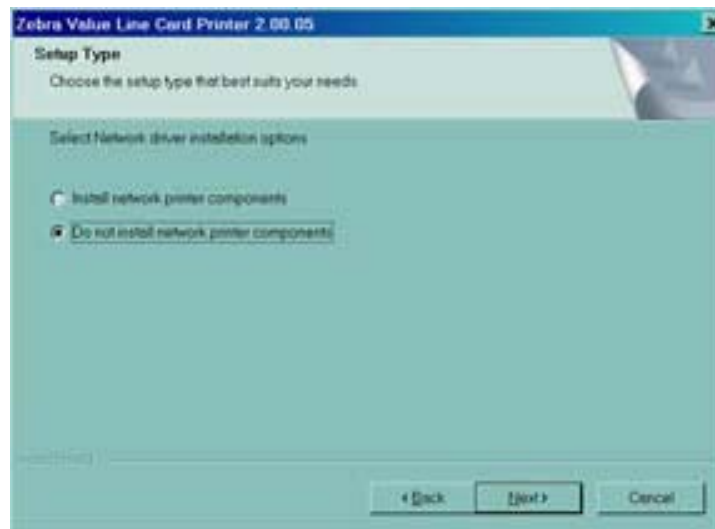 Zebra Value Line Card Printer 2.00.05
Setup Type
Choose the setup type that best suits your needs
Select Network driver installation options
Install network printer components
Do not install network printer components
< Back
Next >
Cancel